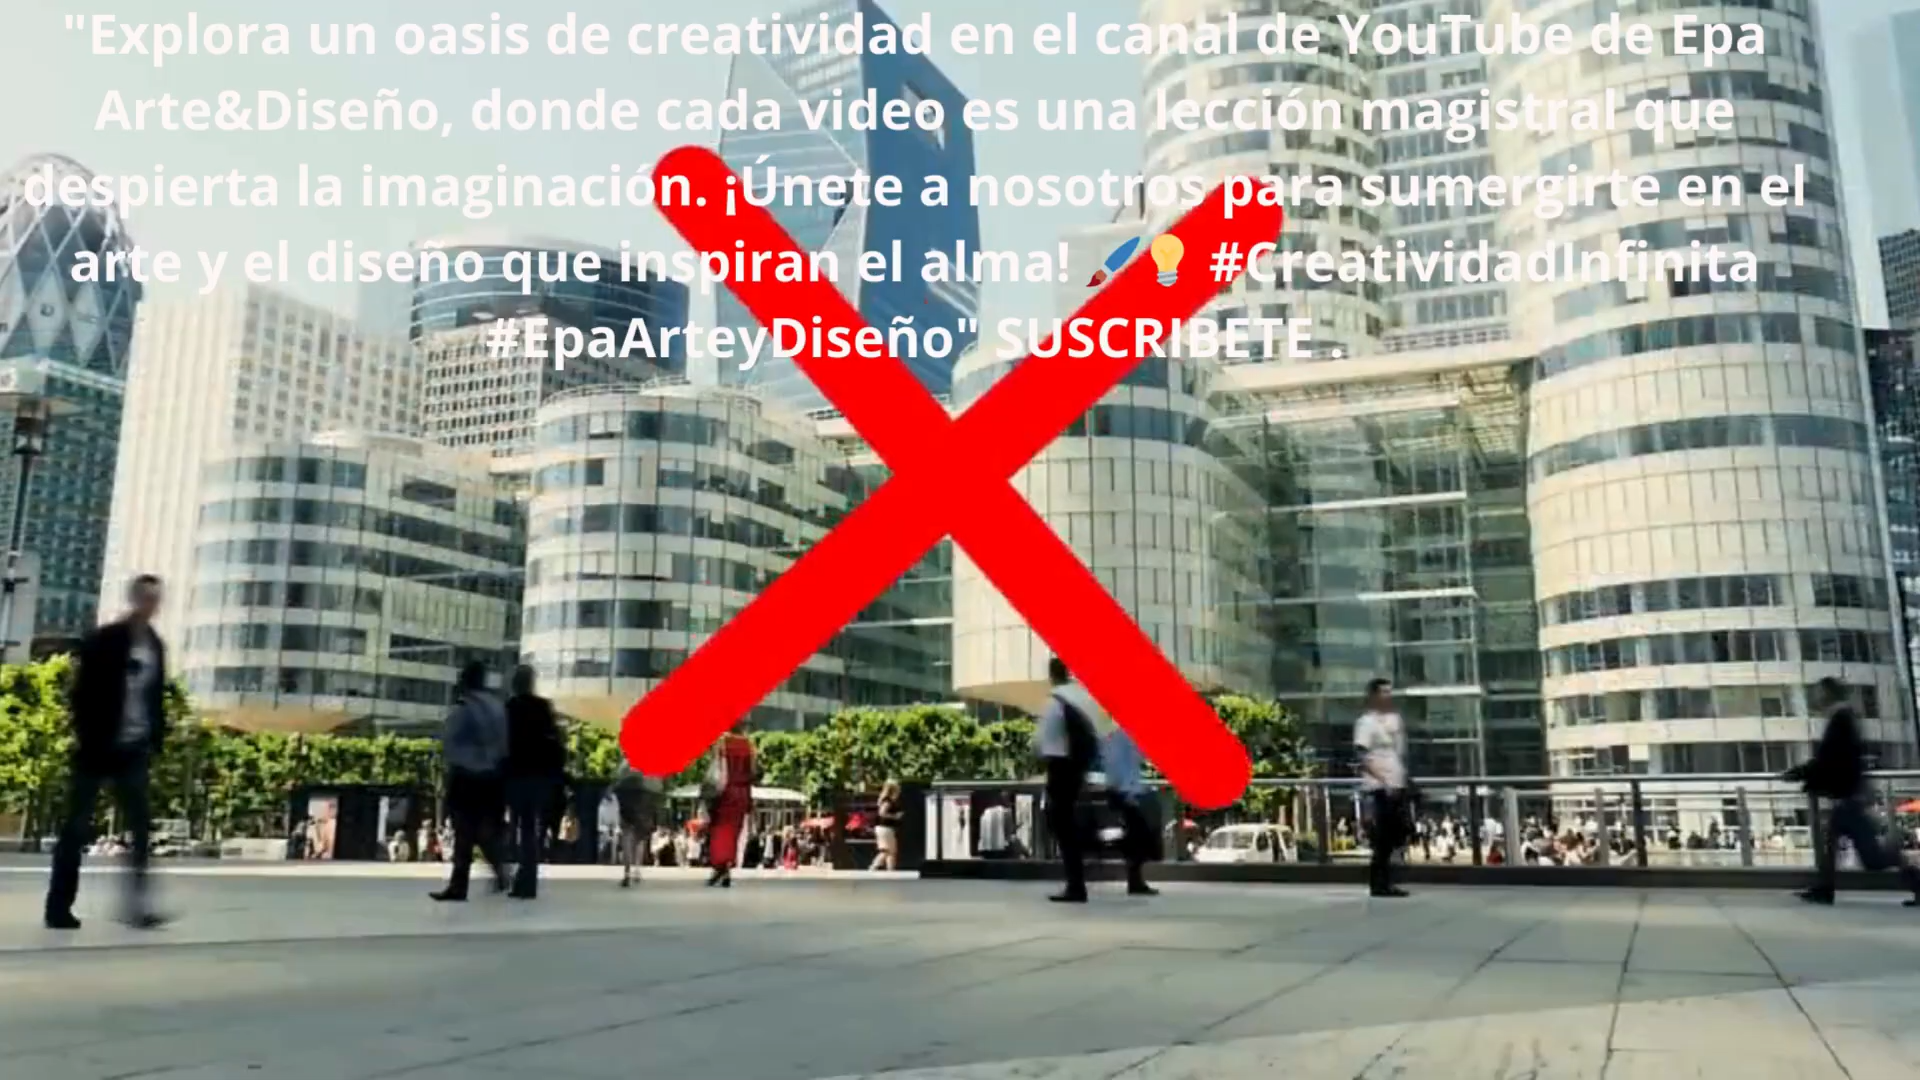 "Explora un oasis de creatividad en el canal de YouTube de Epa
Arte&Diseño, donde cada video es una lección magistral que
despierta la imaginación. ¡Únete a nosotros para sumergirte en el
arte y el diseño que inspiran el alma! 🖌️💡 #CreatividadInfinita
#EpaArteyDiseño" SUSCRIBETE .